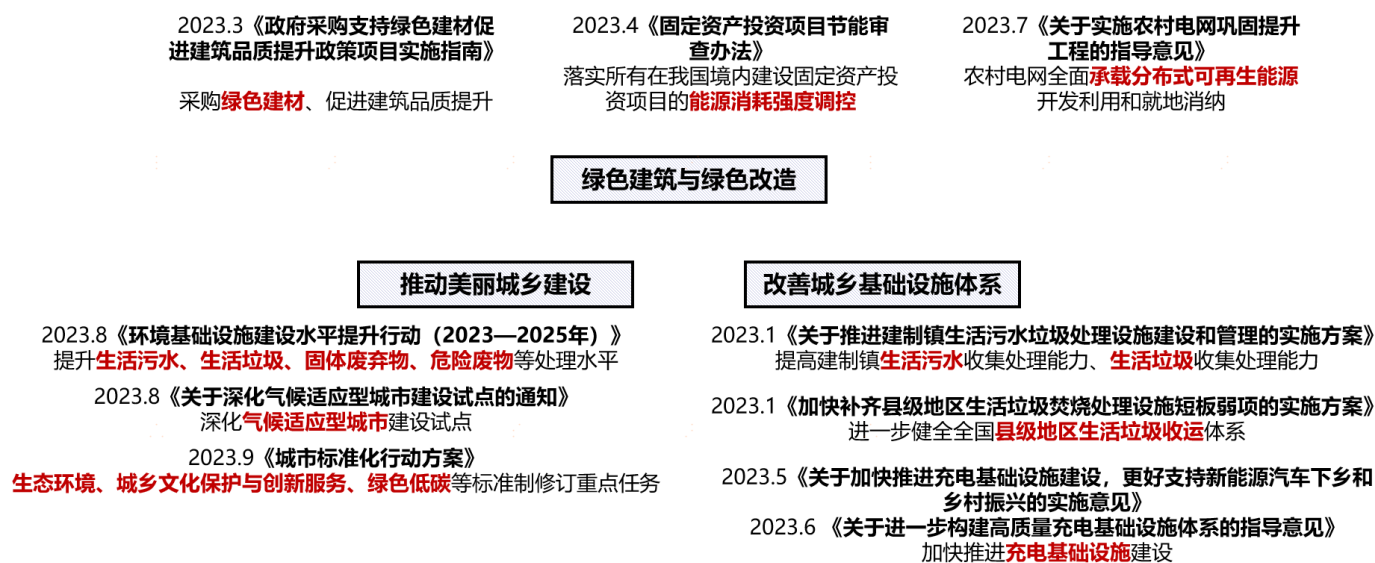 2023.3《政府采购支持绿色建材促
进建筑品质提升政策项目实施指南》
采购绿色建材、促进建筑品质提升
2023.4《固定资产投资项目节能审
查办法》
落实所有在我国境内建设固定资产投
资项目的能源消耗强度调控
2023.7《关于实施农村电网巩固提升
工程的指导意见》
农村电网全面承载分布式可再生能源
开发利用和就地消纳
绿色建筑与绿色改造
推动美丽城乡建设
2023.8《环境基础设施建设水平提升行动（2023—2025年）》
提升生活污水、生活垃圾、固体废弃物、危险废物等处理水平
2023.8《关于深化气候适应型城市建设试点的通知》
深化气候适应型城市建设试点
2023.9《城市标准化行动方案》
生态环境、城乡文化保护与创新服务、绿色低碳等标准制修订重点任务
改善城乡基础设施体系
2023.1《关于推进建制镇生活污水垃圾处理设施建设和管理的实施方案》
提高建制镇生活污水收集处理能力、生活垃圾收集处理能力
2023.1《加快补齐县级地区生活垃圾焚烧处理设施短板弱项的实施方案》
进一步健全全国县级地区生活垃圾收运体系
2023.5《关于加快推进充电基础设施建设，更好支持新能源汽车下乡和
乡村振兴的实施意见》
2023.6 《关于进一步构建高质量充电基础设施体系的指导意见》
加快推进充电基础设施建设